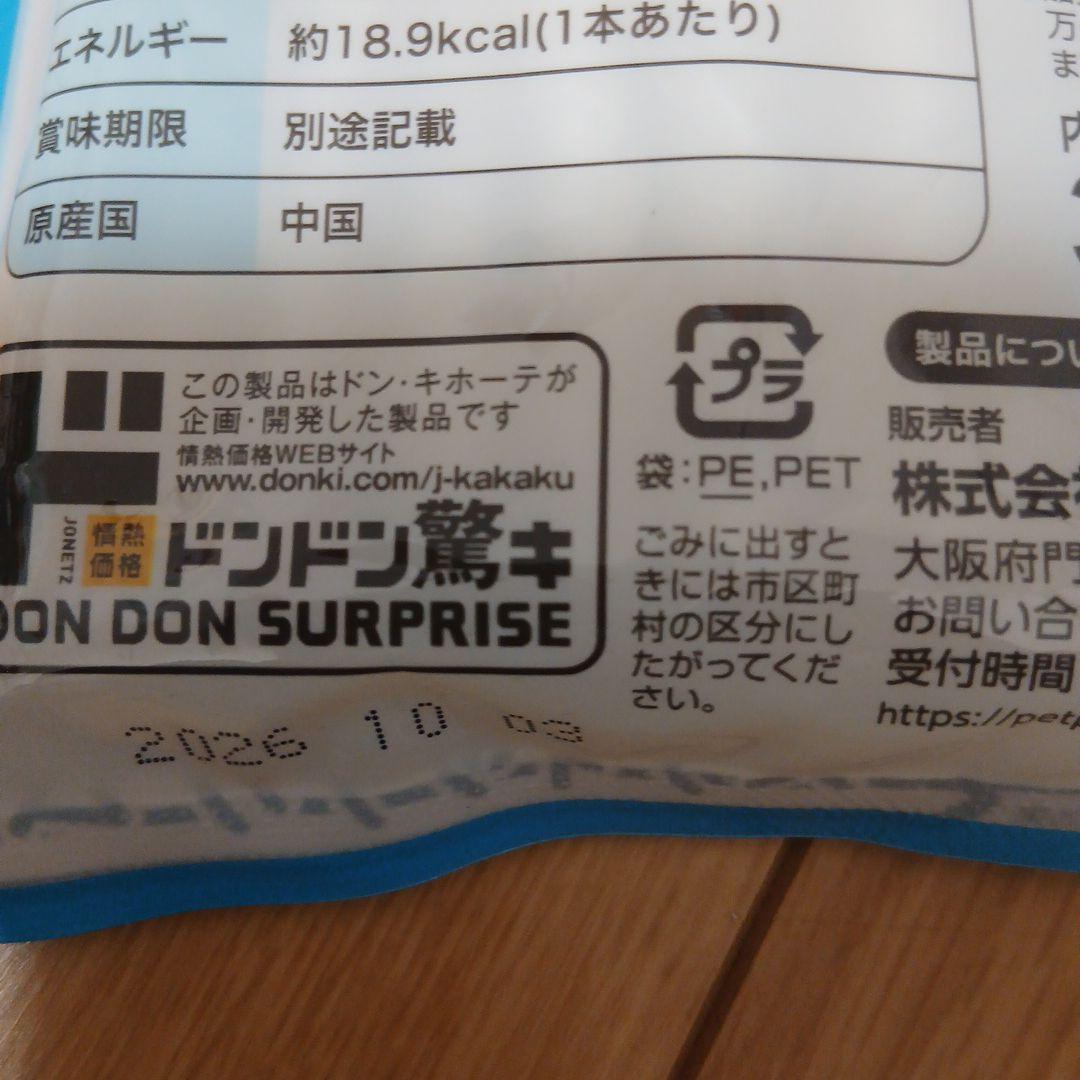 エネルギー 約18.9kcal(1本あたり)
賞味期限 別途記載
原産国 中国
この製品はドン・キホーテが
企画・開発した製品です
情熱価格WEBサイト
www.donki.com/j-kakaku
JONETZ
情熱
価格
ドンドン驚キ
DON DON SURPRISE
プラ
袋:PE,PET
ごみに出すと
きには市区町
村の区分にし
たがってくだ
さい。
製品につい
販売者
株式会
大阪府門
お問い合
受付時間
https://petp
2026 10 03
万
ま
内